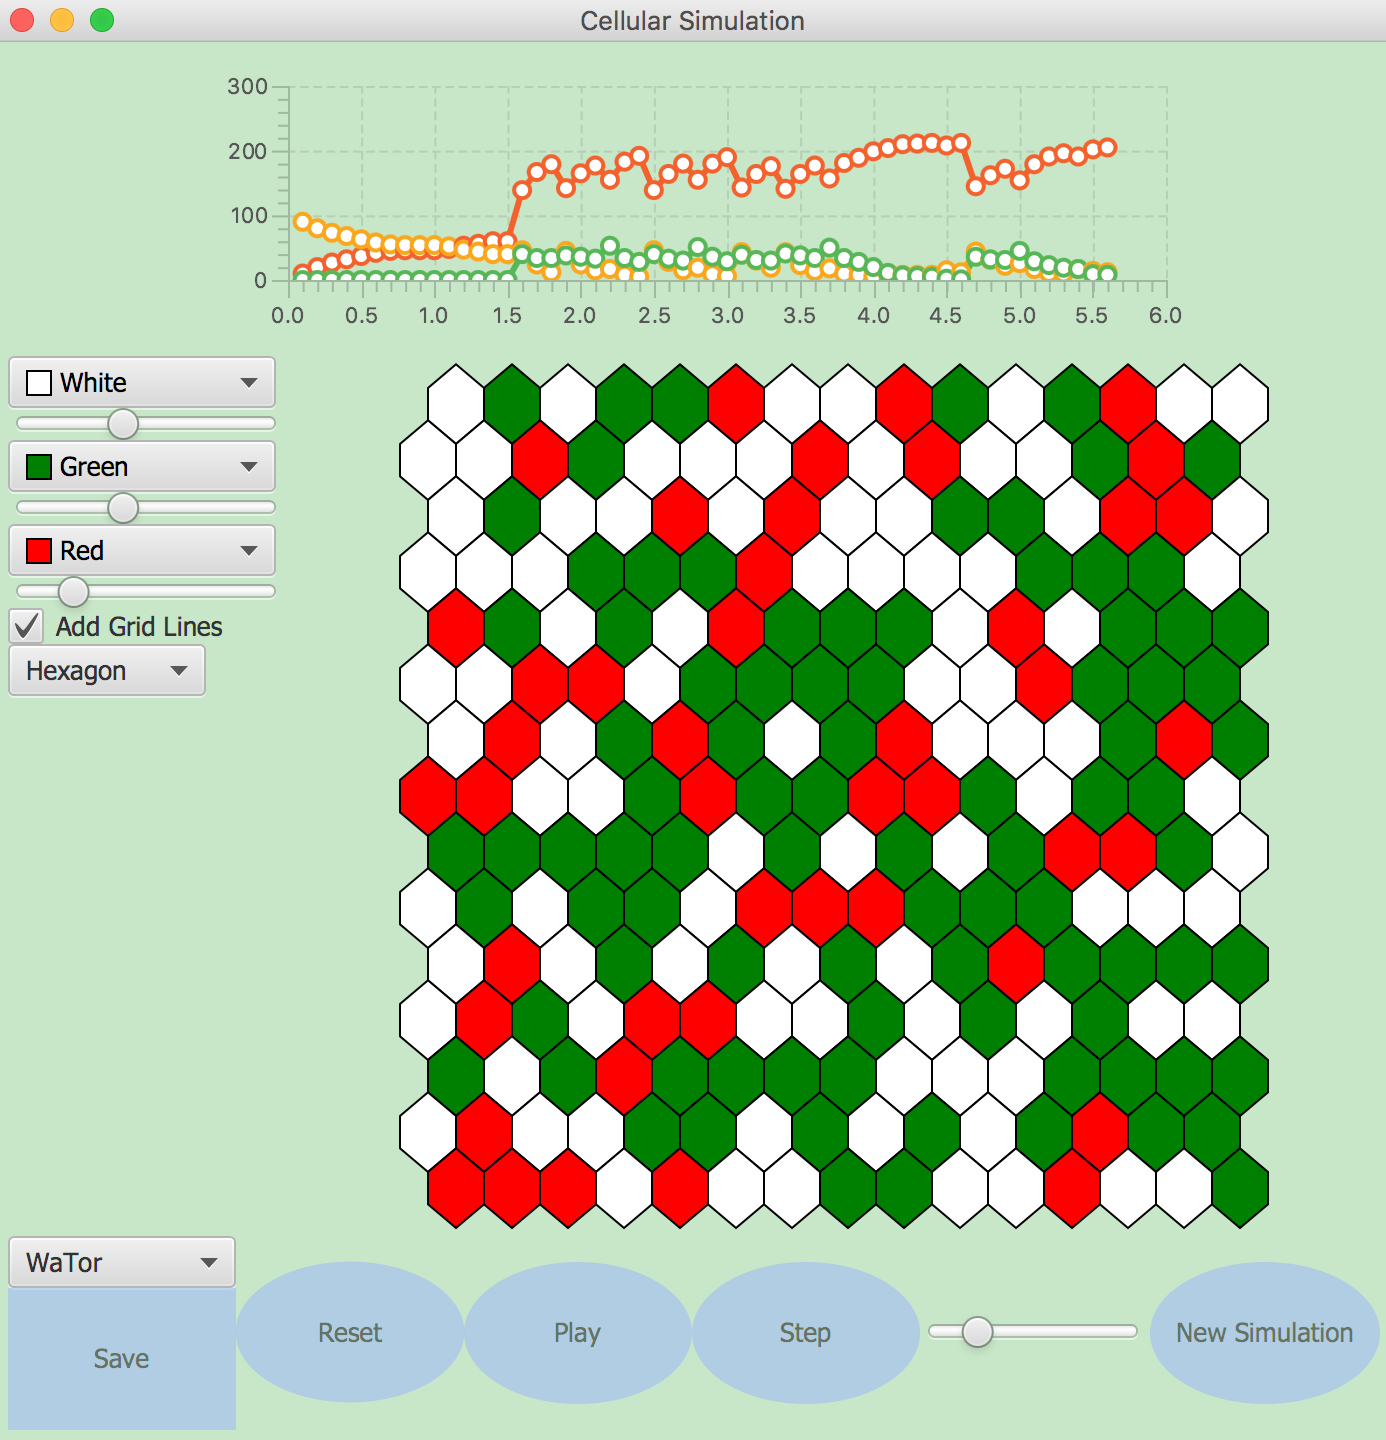 Cellular Simulation
300
200
100
0
0.0 0.5 1.0 1.5 2.0 2.5 3.0 3.5 4.0 4.5 5.0 5.5 6.0
White
Green
Red
Add Grid Lines
Hexagon
WaTor
Save
Reset
Play
Step
New Simulation